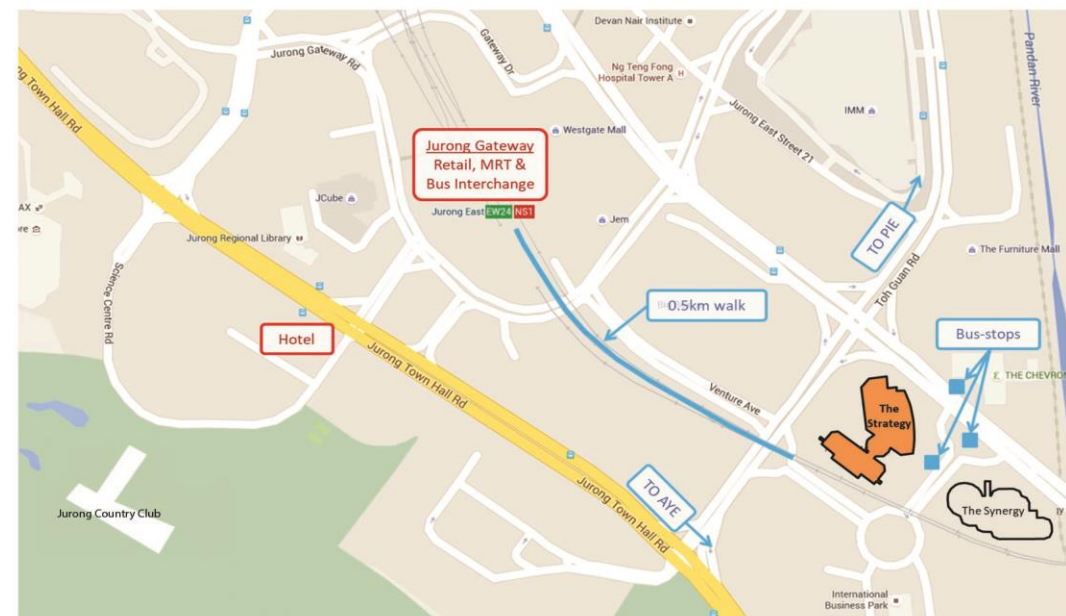 Devan Nair Institute
Jurong Gateway Rd
Gateway Dr
Ng Teng Fong
Hospital Tower A
Pandan River
Town Hall Rd
IMM
Jurong East Street 21
Westgate Mall
Jurong Gateway
Retail, MRT &
Bus Interchange
JCube
Jurong East EW24 NS1
Jem
TO PIE
Jurong Regional Library
The Furniture Mall
Toh Guan Rd
Science Centre Rd
0.5km walk
Hotel
Bus-stops
Jurong Town Hall Rd
THE CHEVRON
Venture Ave
The
Strategy
TO AYE
Jurong Town Hall Rd
The Synergy
Jurong Country Club
International
Business Park